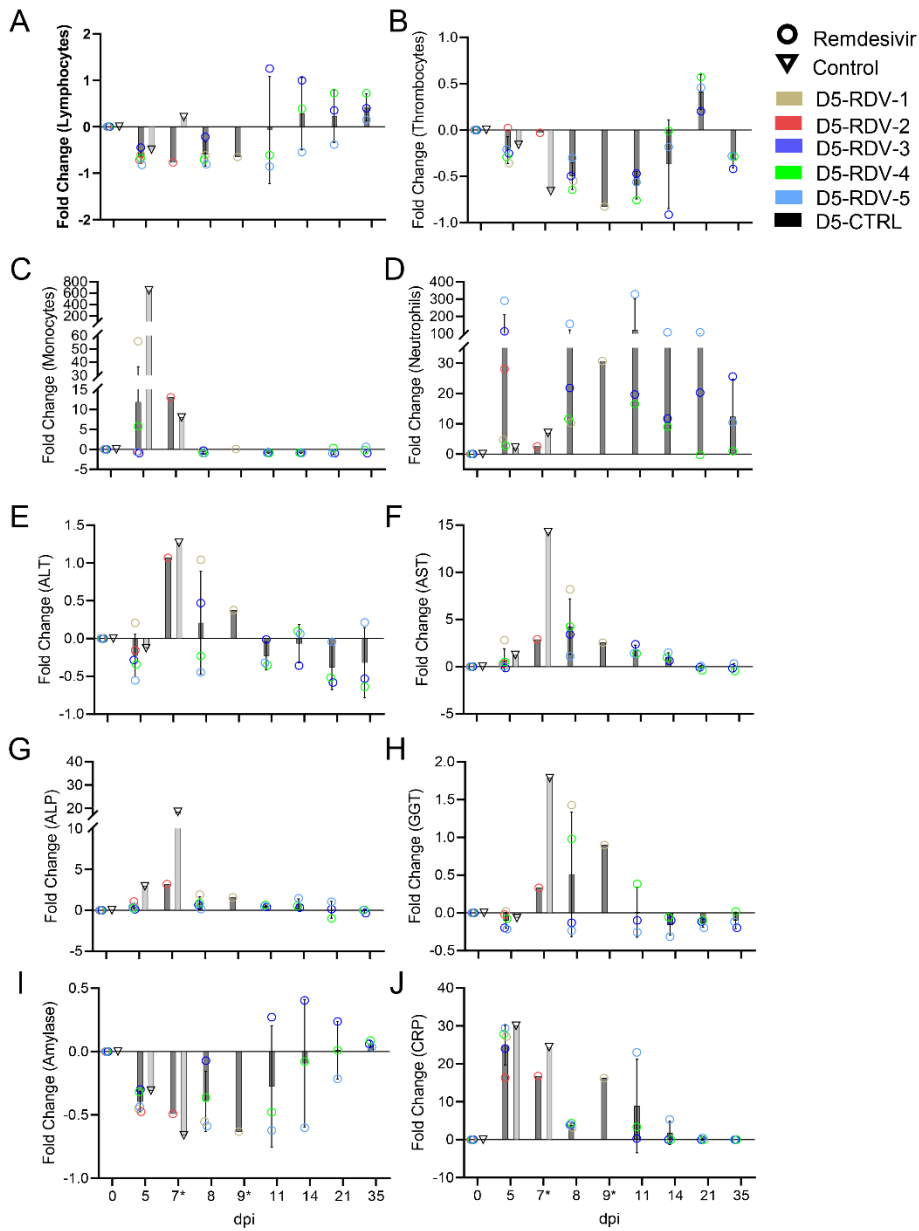 A
Fold Change (Lymphocytes)
2
1
0
-1
-2
B
Fold Change (Thrombocytes)
1.0
0.5
0.0
-0.5
-1.0
Remdesivir
Control
D5-RDV-1
D5-RDV-2
D5-RDV-3
D5-RDV-4
D5-RDV-5
D5-CTRL
C
Fold Change (Monocytes)
800
700
600
500
400
300
200
60
50
40
30
15
10
5
0
-5
D
Fold Change (Neutrophils)
400
300
200
100
30
20
10
0
E
Fold Change (ALT)
1.5
1.0
0.5
0.0
-0.5
-1.0
F
Fold Change (AST)
15
10
5
0
-5
G
Fold Change (ALP)
40
30
20
10
5
0
-5
H
Fold Change (GGT)
2.0
1.5
1.0
0.5
0.0
-0.5
I
Fold Change (Amylase)
0.5
0.0
-0.5
-1.0
0 5 7* 8 9* 11 14 21 35
dpi
J
Fold Change (CRP)
40
30
20
10
0
-10
0 5 7* 8 9* 11 14 21 35
dpi